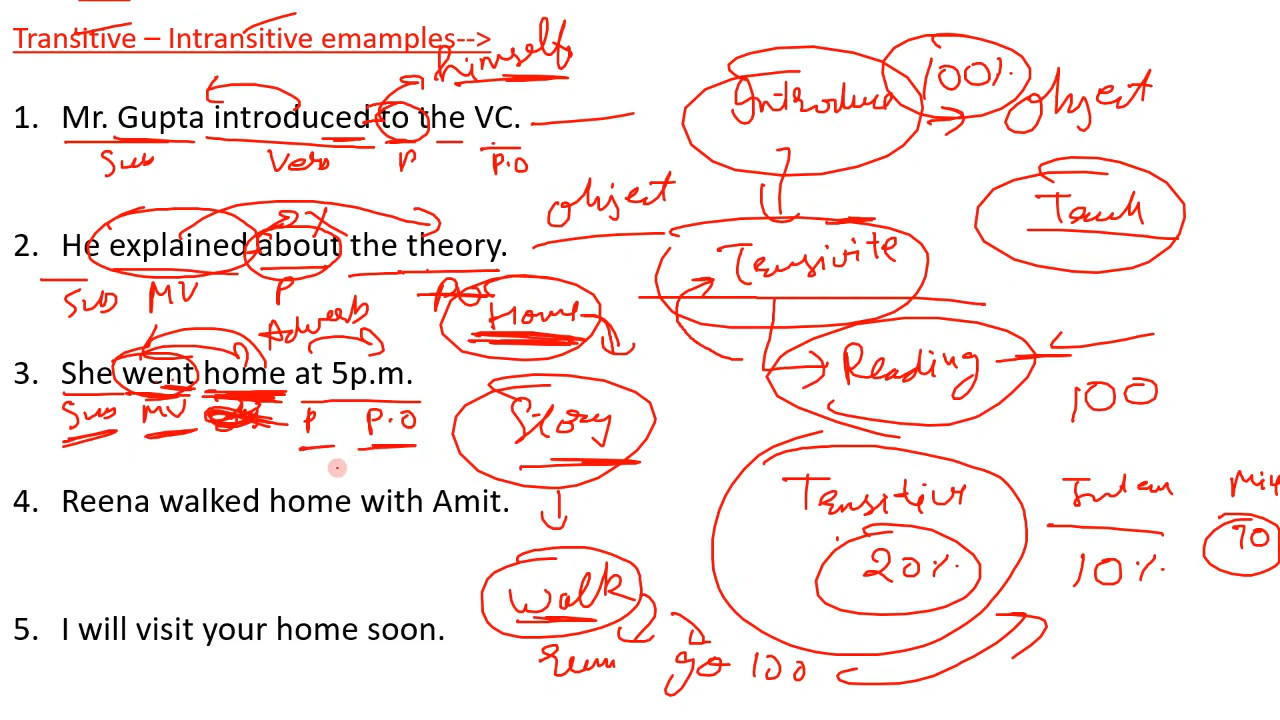 Transitive – Intransitive emamples-->
himself
1. Mr. Gupta introduced to the VC.
Sub Verb P P.O
Introduce 100% object
object
Touch
2. He explained about the theory.
Sub MV P
Tensivite
Home
Adverb
3. She went home at 5p.m.
Sub MV P P.O
Reading
100
Story
4. Reena walked home with Amit.
Tensitive
20%
10%
70
Walk
5. I will visit your home soon.
go 100